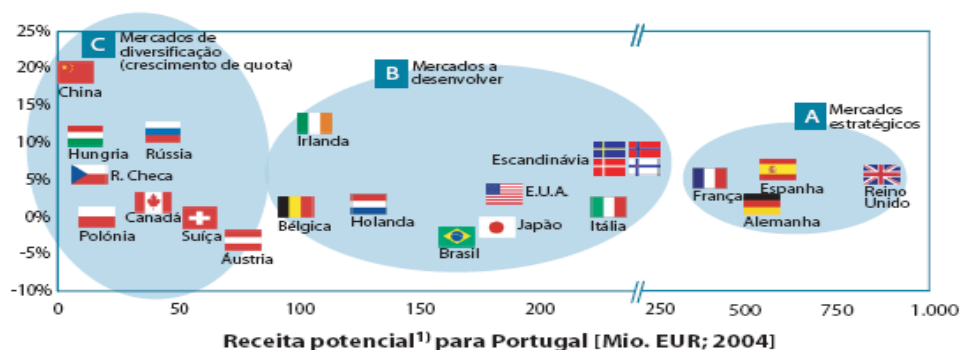 25%
20%
15%
10%
5%
0%
-5%
-10%
C
Mercados de
diversificação
(crescimento de quota)
China
Hungria
Rússia
R. Checa
Canadá
Polónia
Suíça
Áustria
B
Mercados a
desenvolver
Irlanda
Escandinávia
E.U.A.
Bélgica
Holanda
Japão
Itália
Brasil
A
Mercados
estratégicos
França
Espanha
Reino
Unido
Alemanha
0 50 100 150 200 250 500 750 1.000
Receita potencial¹⁾ para Portugal [Mio. EUR; 2004]